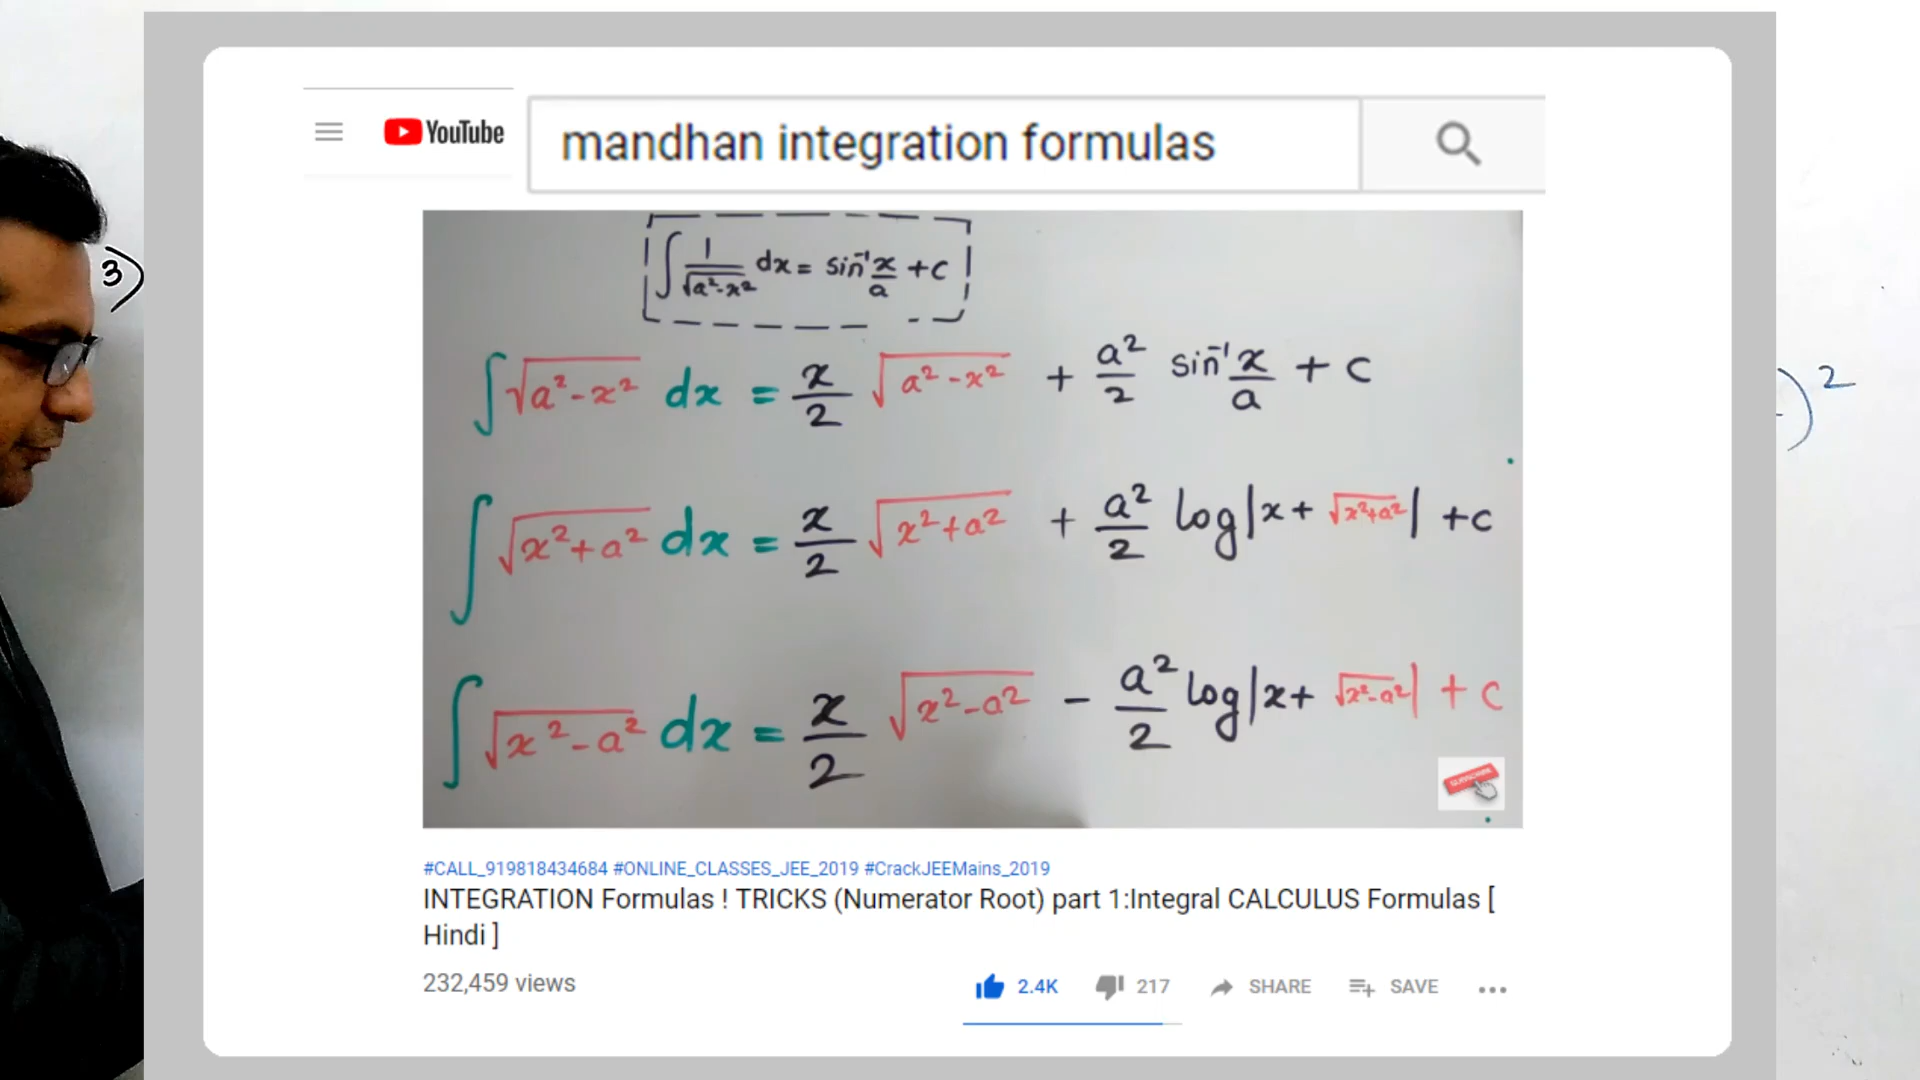 YouTube
mandhan integration formulas
∫ 1/√(a²-x²) dx = sin⁻¹ x/a + c
3)
∫ √(a²-x²) dx = x/2 √(a²-x²) + a²/2 sin⁻¹ x/a + c
)²
∫ √(x²+a²) dx = x/2 √(x²+a²) + a²/2 log|x+ √(x²+a²)| +c
∫ √(x²-a²) dx = x/2 √(x²-a²) - a²/2 log|x+ √(x²-a²)| + c
SUBSCRIBE
#CALL_919818434684 #ONLINE_CLASSES_JEE_2019 #CrackJEEMains_2019
INTEGRATION Formulas ! TRICKS (Numerator Root) part 1:Integral CALCULUS Formulas [
Hindi ]
232,459 views
2.4K 217 SHARE SAVE